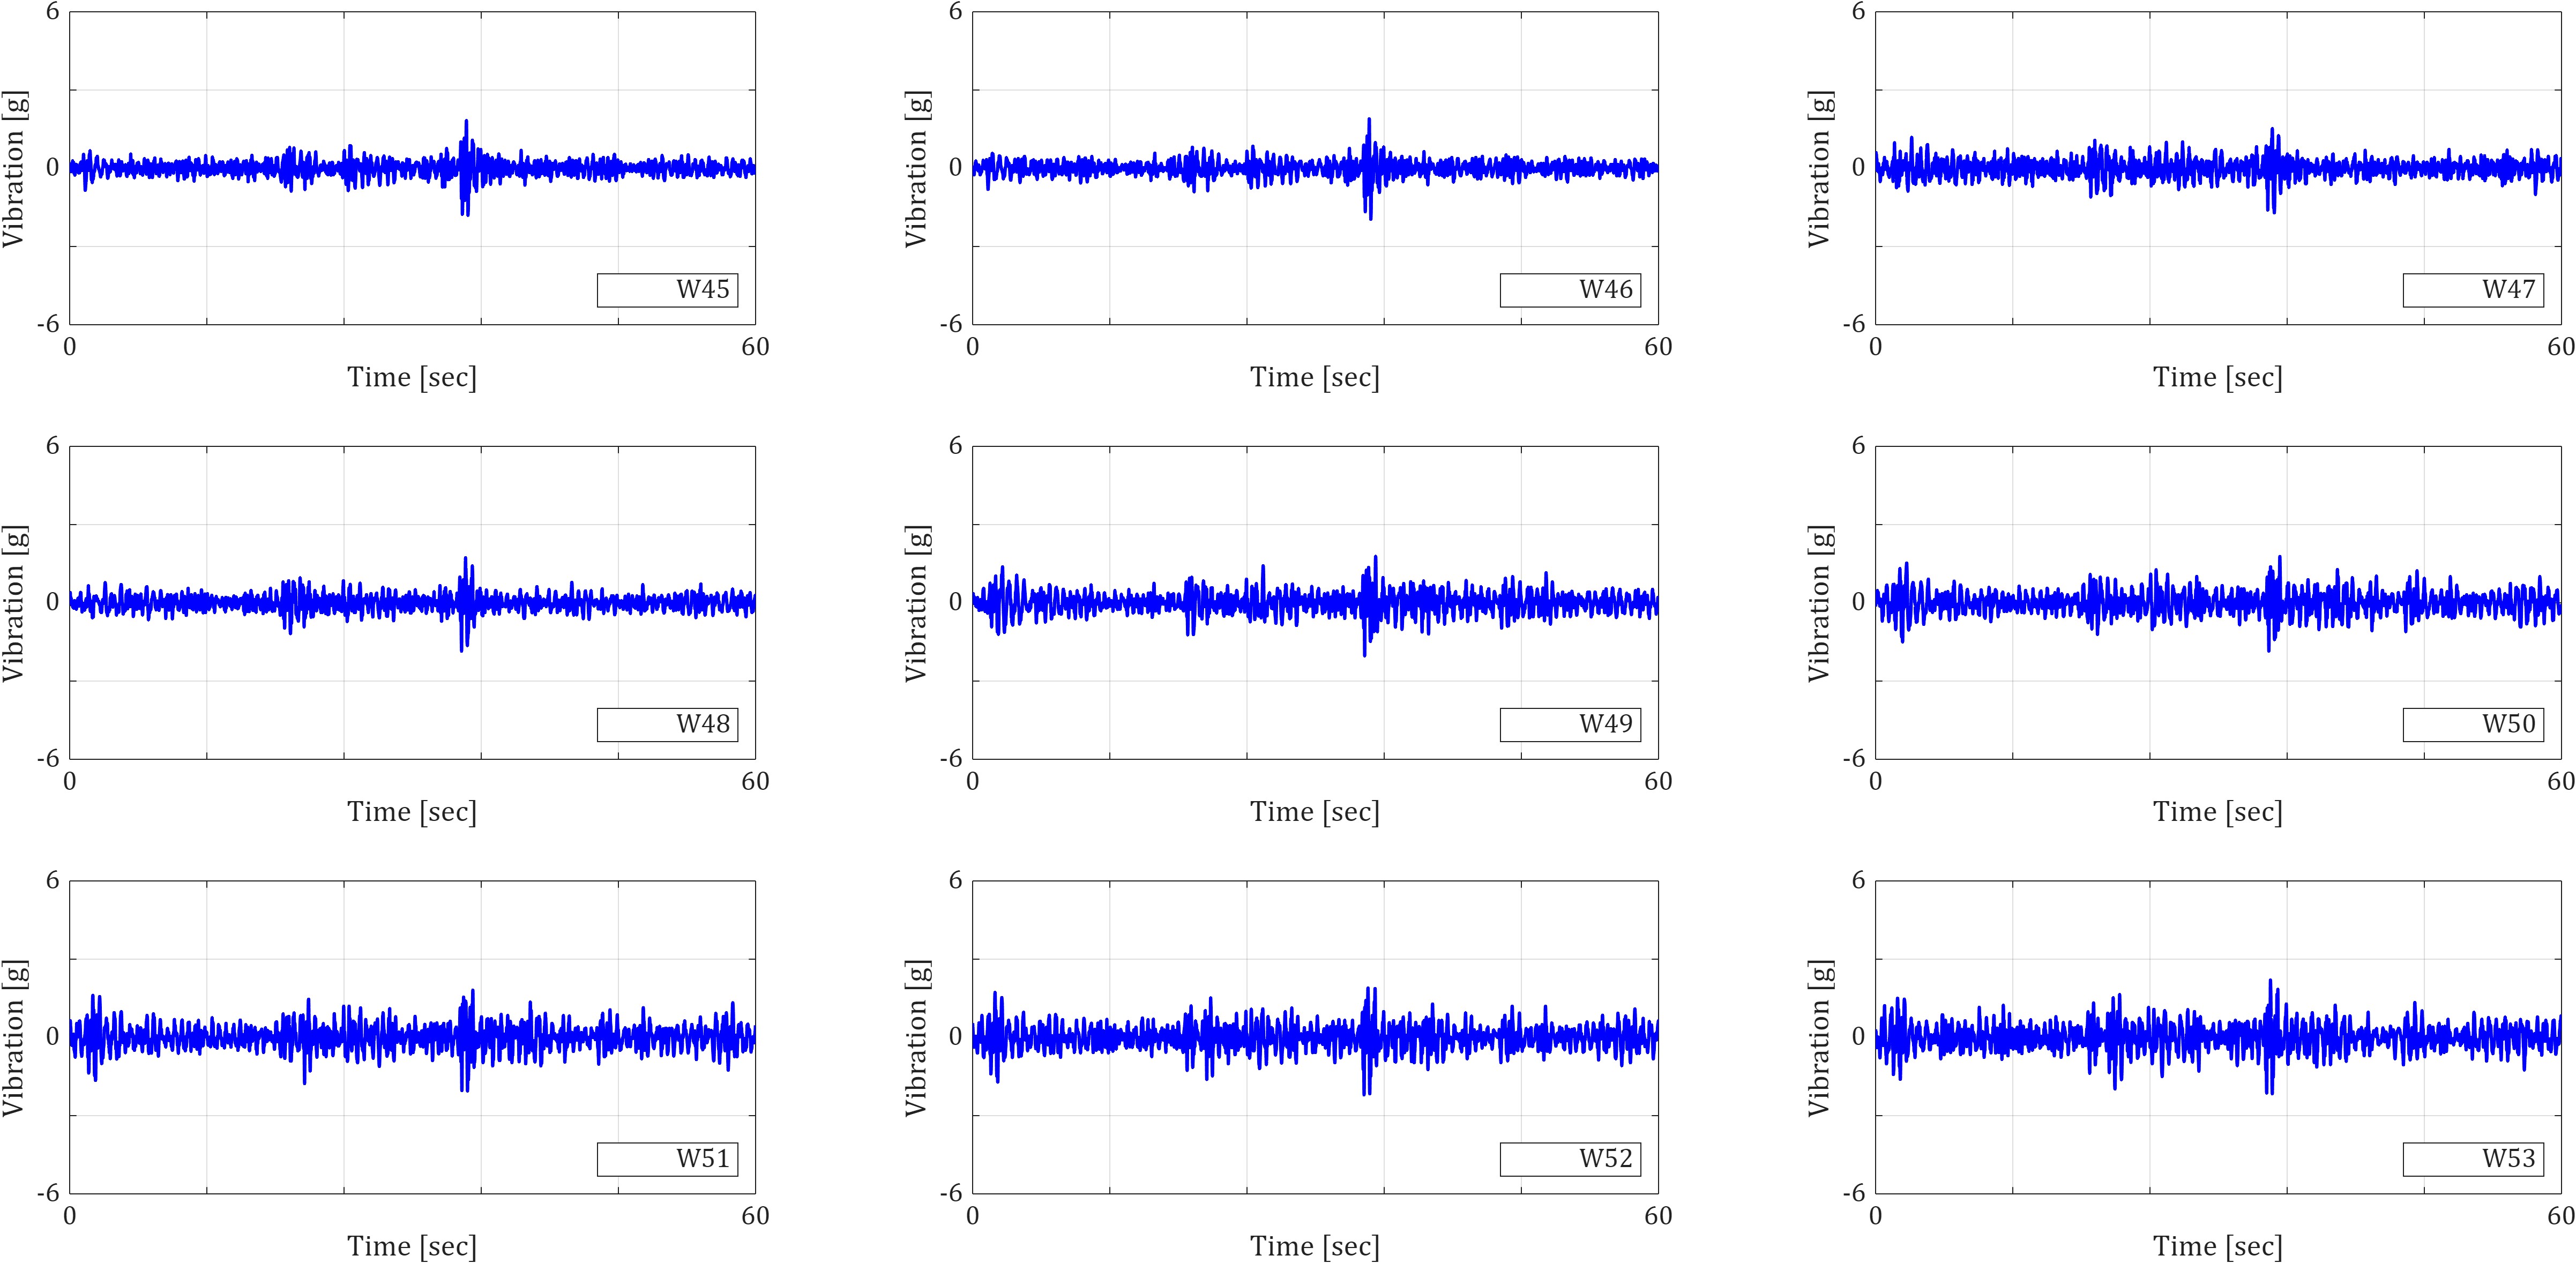 6 6 6
Vibration [g] Vibration [g] Vibration [g]
0 0 0
W45 W46 W47
-6 -6 -6
0 60 0 60 0 60
Time [sec] Time [sec] Time [sec]
6 6 6
Vibration [g] Vibration [g] Vibration [g]
0 0 0
W48 W49 W50
-6 -6 -6
0 60 0 60 0 60
Time [sec] Time [sec] Time [sec]
6 6 6
Vibration [g] Vibration [g] Vibration [g]
0 0 0
W51 W52 W53
-6 -6 -6
0 60 0 60 0 60
Time [sec] Time [sec] Time [sec]